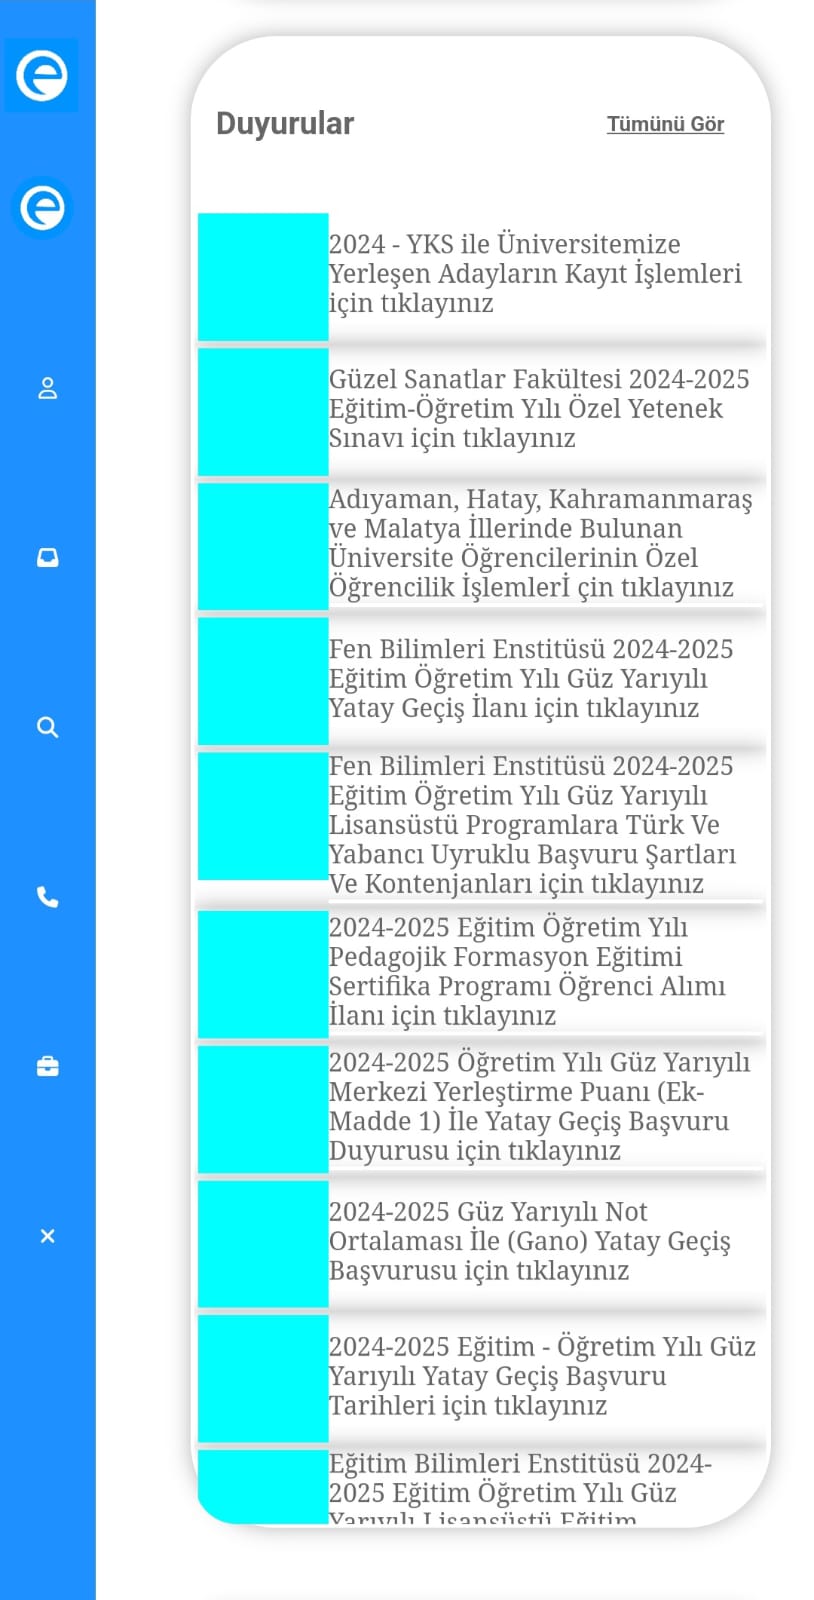 Duyurular
Tümünü Gör
2024 - YKS ile Üniversitemize
Yerleşen Adayların Kayıt İşlemleri
için tıklayınız
Güzel Sanatlar Fakültesi 2024-2025
Eğitim-Öğretim Yılı Özel Yetenek
Sınavı için tıklayınız
Adıyaman, Hatay, Kahramanmaraş
ve Malatya İllerinde Bulunan
Üniversite Öğrencilerinin Özel
Öğrencilik İşlemlerİ çin tıklayınız
Fen Bilimleri Enstitüsü 2024-2025
Eğitim Öğretim Yılı Güz Yarıyılı
Yatay Geçiş İlanı için tıklayınız
Fen Bilimleri Enstitüsü 2024-2025
Eğitim Öğretim Yılı Güz Yarıyılı
Lisansüstü Programlara Türk Ve
Yabancı Uyruklu Başvuru Şartları
Ve Kontenjanları için tıklayınız
2024-2025 Eğitim Öğretim Yılı
Pedagojik Formasyon Eğitimi
Sertifika Programı Öğrenci Alımı
İlanı için tıklayınız
2024-2025 Öğretim Yılı Güz Yarıyılı
Merkezi Yerleştirme Puanı (Ek-
Madde 1) İle Yatay Geçiş Başvuru
Duyurusu için tıklayınız
2024-2025 Güz Yarıyılı Not
Ortalaması İle (Gano) Yatay Geçiş
Başvurusu için tıklayınız
2024-2025 Eğitim - Öğretim Yılı Güz
Yarıyılı Yatay Geçiş Başvuru
Tarihleri için tıklayınız
Eğitim Bilimleri Enstitüsü 2024-
2025 Eğitim Öğretim Yılı Güz
Yarıyılı Lisansüstü Eğitim